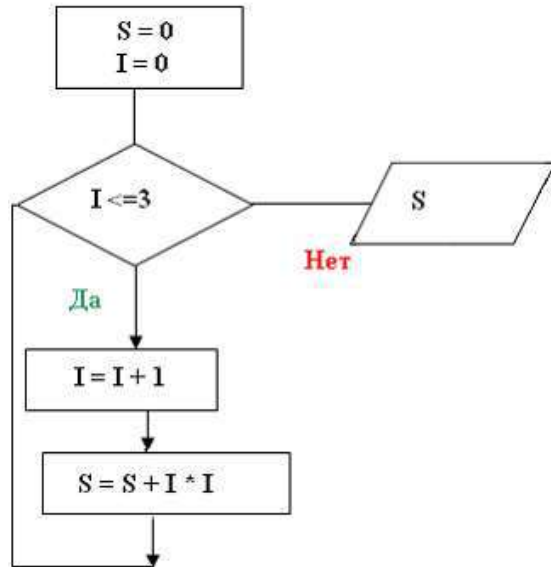 S = 0
I = 0
I <=3
S
Нет
Да
I = I + 1
S = S + I * I